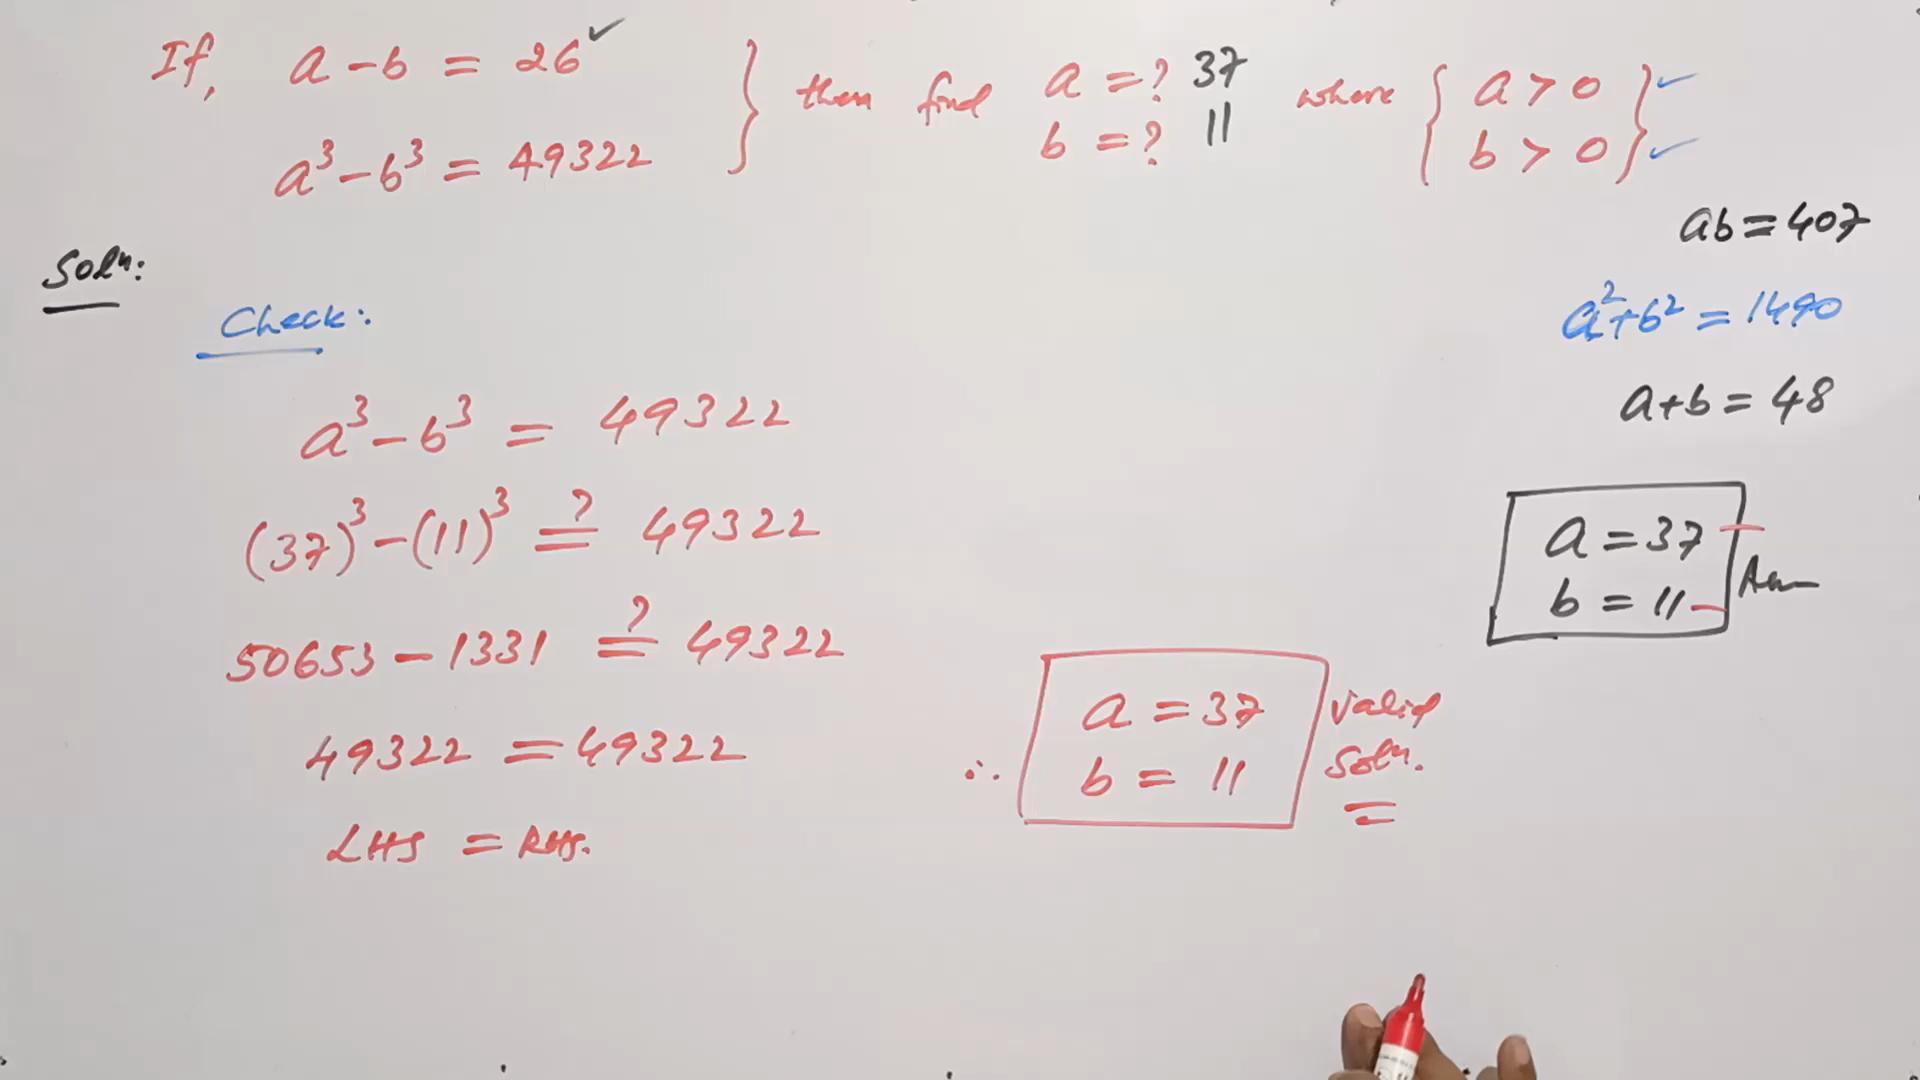 If, a - b = 26 ✓
a³ - b³ = 49322
} then find a = ? 37
b = ? 11
where { a > 0 } ✓
b > 0 ✓
ab = 407
Solⁿ:
a² + b² = 1490
Check:
a + b = 48
a³ - b³ = 49322
(37)³ - (11)³ ≟ 49322
a = 37
b = 11
Ans
50653 - 1331 ≟ 49322
49322 = 49322
∴ a = 37
b = 11
valid
Solⁿ.
LHS = RHS.